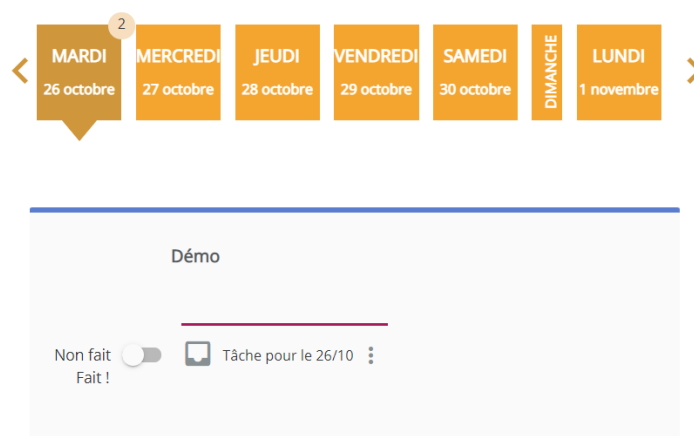 2
MARDI
26 octobre
MERCREDI
27 octobre
JEUDI
28 octobre
VENDREDI
29 octobre
SAMEDI
30 octobre
DIMANCHE
LUNDI
1 novembre
Démo
Non fait
Fait !
Tâche pour le 26/10